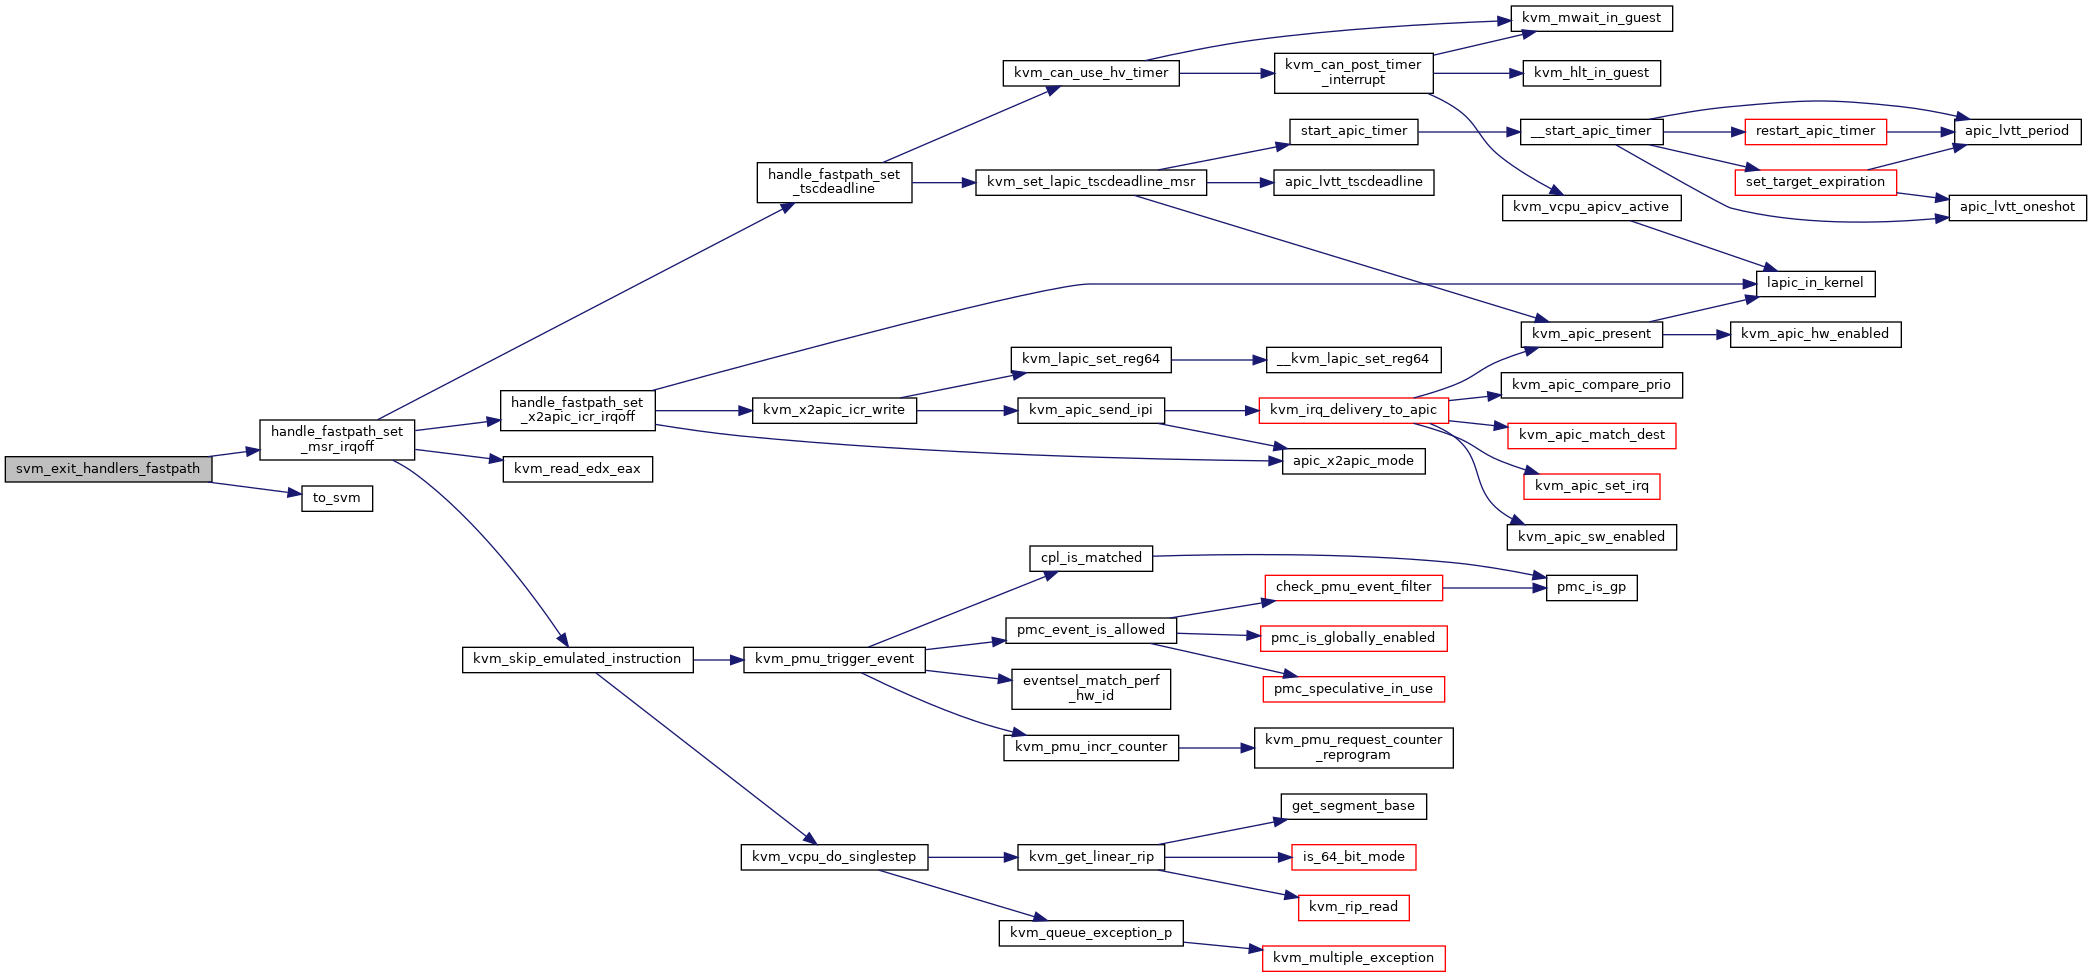 kvm_mwait_in_guest
kvm_can_use_hv_timer
kvm_can_post_timer
_interrupt
kvm_hlt_in_guest
start_apic_timer
__start_apic_timer
restart_apic_timer
apic_lvtt_period
handle_fastpath_set
_tscdeadline
kvm_set_lapic_tscdeadline_msr
apic_lvtt_tscdeadline
set_target_expiration
kvm_vcpu_apicv_active
apic_lvtt_oneshot
lapic_in_kernel
kvm_apic_present
kvm_apic_hw_enabled
kvm_lapic_set_reg64
__kvm_lapic_set_reg64
kvm_apic_compare_prio
handle_fastpath_set
_x2apic_icr_irqoff
kvm_x2apic_icr_write
kvm_apic_send_ipi
kvm_irq_delivery_to_apic
handle_fastpath_set
_msr_irqoff
kvm_apic_match_dest
svm_exit_handlers_fastpath
kvm_read_edx_eax
apic_x2apic_mode
kvm_apic_set_irq
to_svm
kvm_apic_sw_enabled
cpl_is_matched
check_pmu_event_filter
pmc_is_gp
pmc_event_is_allowed
pmc_is_globally_enabled
kvm_skip_emulated_instruction
kvm_pmu_trigger_event
eventsel_match_perf
_hw_id
pmc_speculative_in_use
kvm_pmu_incr_counter
kvm_pmu_request_counter
_reprogram
get_segment_base
kvm_vcpu_do_singlestep
kvm_get_linear_rip
is_64_bit_mode
kvm_rip_read
kvm_queue_exception_p
kvm_multiple_exception